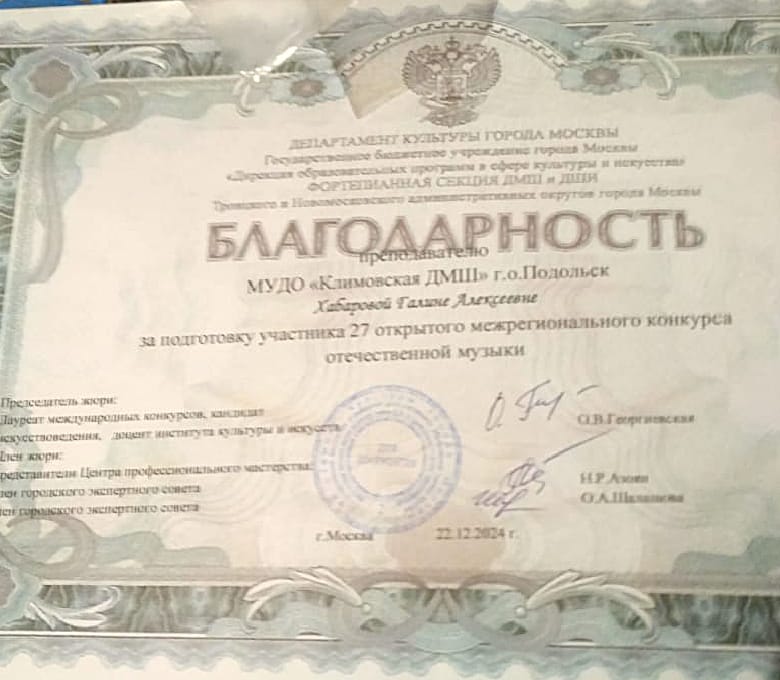 ДЕПАРТАМЕНТ КУЛЬТУРЫ ГОРОДА МОСКВЫ
Государственное бюджетное учреждение города Москвы
«Дирекция образовательных программ в сфере культуры и искусства»
ФОРТЕПИАННАЯ СЕКЦИЯ ДМШ и ДШИ
Троицкого и Новомосковского административных округов города Москвы
БЛАГОДАРНОСТЬ
преподавателю
МУДО «Климовская ДМШ» г.о.Подольск
Хабаровой Галине Алексеевне
за подготовку участника 27 открытого межрегионального конкурса
отечественной музыки
Председатель жюри:
Лауреат международных конкурсов, кандидат
искусствоведения, доцент института культуры и искусств
О.В.Георгиевская
Член жюри:
представители Центра профессионального мастерства:
член городского экспертного совета
член городского экспертного совета
г.Москва 22.12.2024 г.